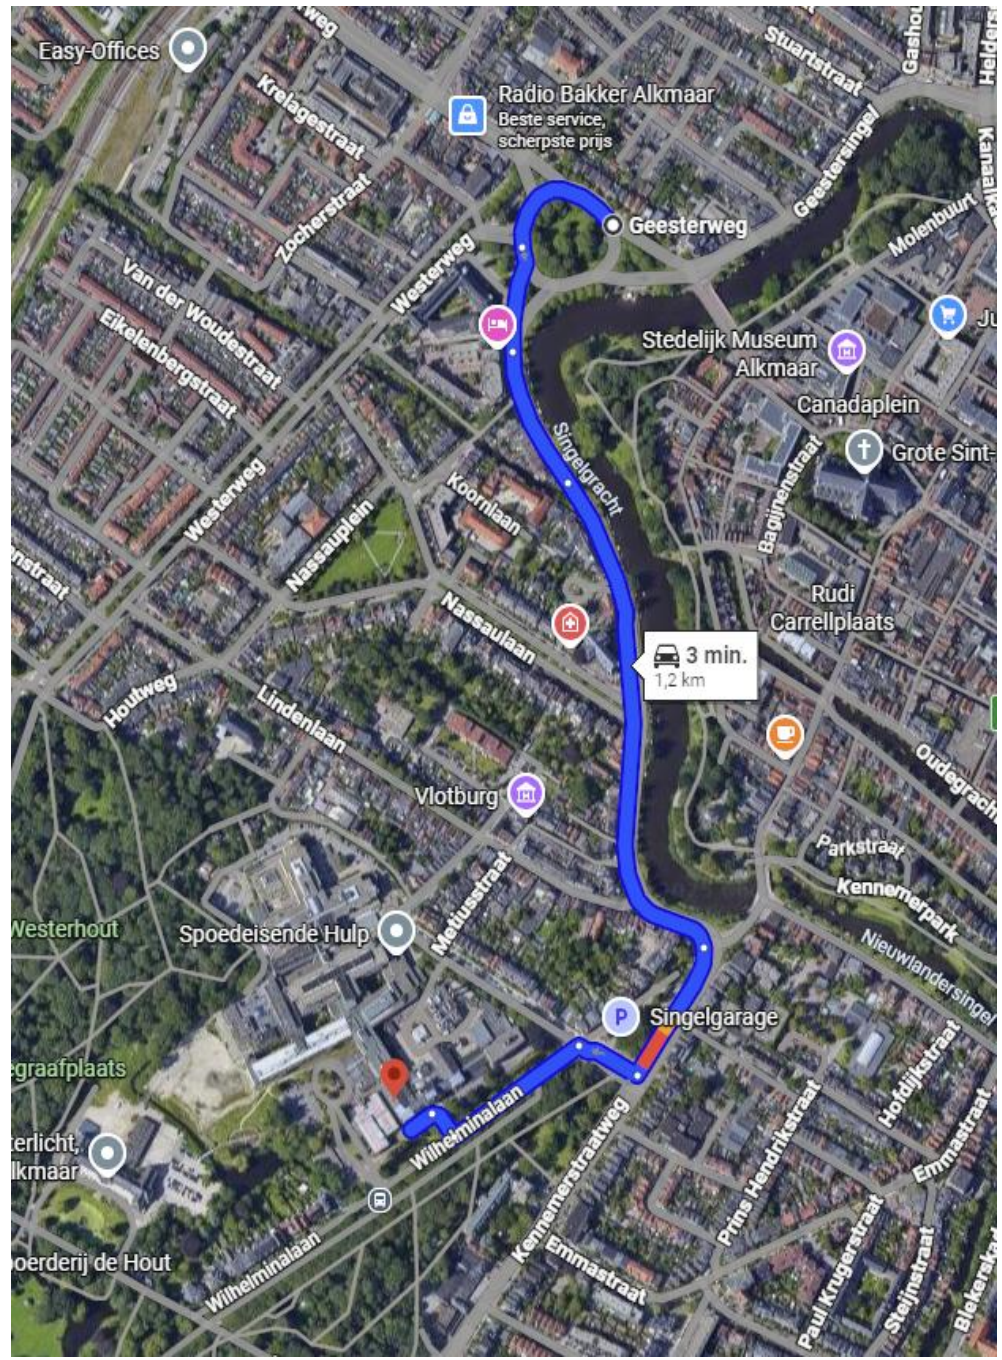 Easy-Offices
Krelagestraat
Stuartstraat
Radio Bakker Alkmaar
Beste service,
scherpste prijs
Zocherstraat
Geestersingel
Geesterweg
Molenbuurt
Westerweg
Van der Woudestraat
Eikelenbergstraat
Stedelijk Museum
Alkmaar
Canadaplein
Grote Sint-
Singelgracht
Bagijnenstraat
Westerweg
Koornlaan
Nassauplein
Nassaulaan
Rudi
Carrellplaats
3 min.
1,2 km
Houtweg
Lindenlaan
Oudegracht
Vlotburg
Parkstraat
Kennemerpark
Metiusstraat
Westerhout
Spoedeisende Hulp
Nieuwlandersingel
P
Singelgarage
egraafplaats
Hofdijkstraat
Wilhelminalaan
Prins Hendrikstraat
Emmastraat
terlicht,
lkmaar
Kennemerstraatweg
oerderij de Hout
Wilhelminalaan
Emmastraat
Paul Krugerstraat
Steijnstraat